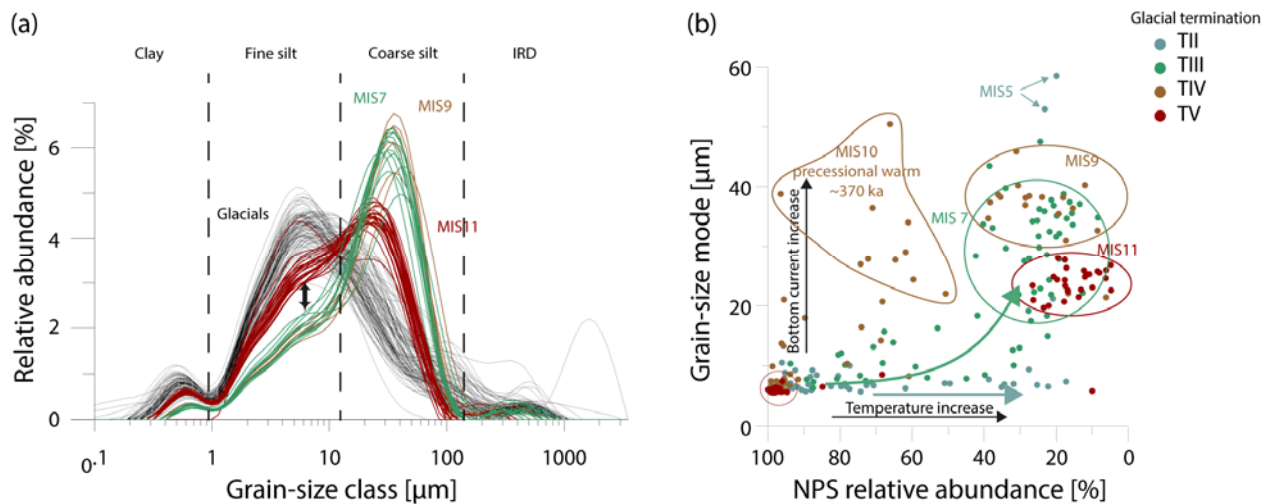 (a)
Clay
Fine silt
Coarse silt
IRD
MIS7
MIS9
Glacials
MIS11
Relative abundance [%]
6
4
2
0
0.1
1
10
100
1000
Grain-size class [µm]
(b)
Glacial termination
TII
TIII
TIV
TV
MIS5
MIS10
precessional warm
~370 ka
MIS9
MIS 7
MIS11
Bottom current increase
Temperature increase
Grain-size mode [µm]
60
40
20
0
100
80
60
40
20
0
NPS relative abundance [%]